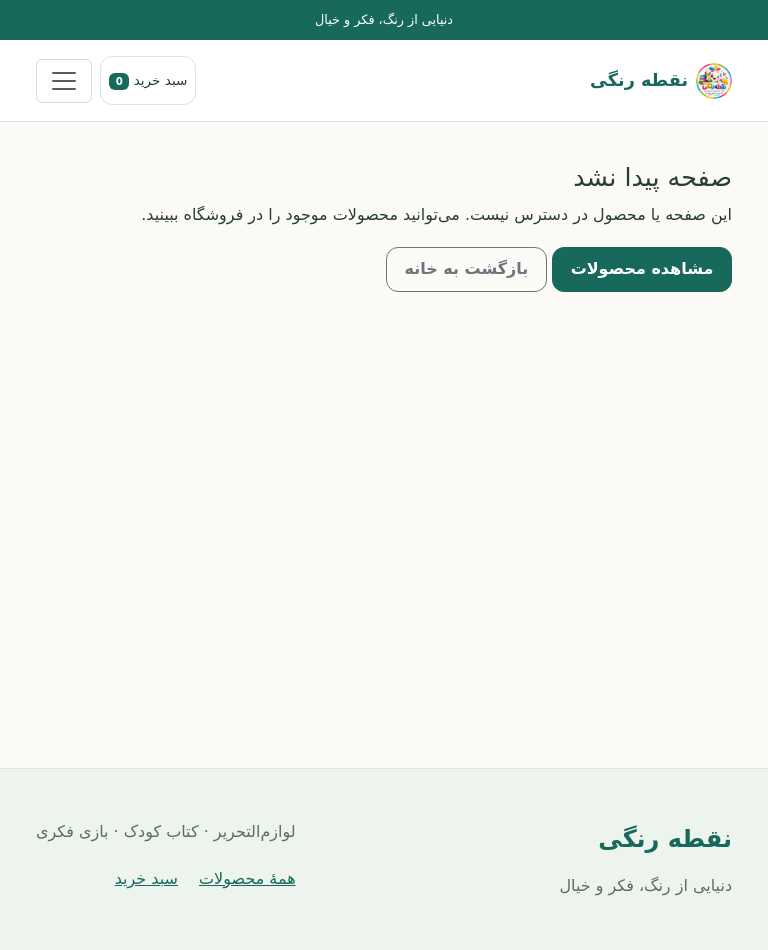 دنیایی از رنگ، فکر و خیال
نقطه رنگی
سبد خرید 0
صفحه پیدا نشد
این صفحه یا محصول در دسترس نیست. می‌توانید محصولات موجود را در فروشگاه ببینید.
مشاهده محصولات
بازگشت به خانه
نقطه رنگی
دنیایی از رنگ، فکر و خیال
لوازم‌التحریر · کتاب کودک · بازی فکری
همهٔ محصولات
سبد خرید